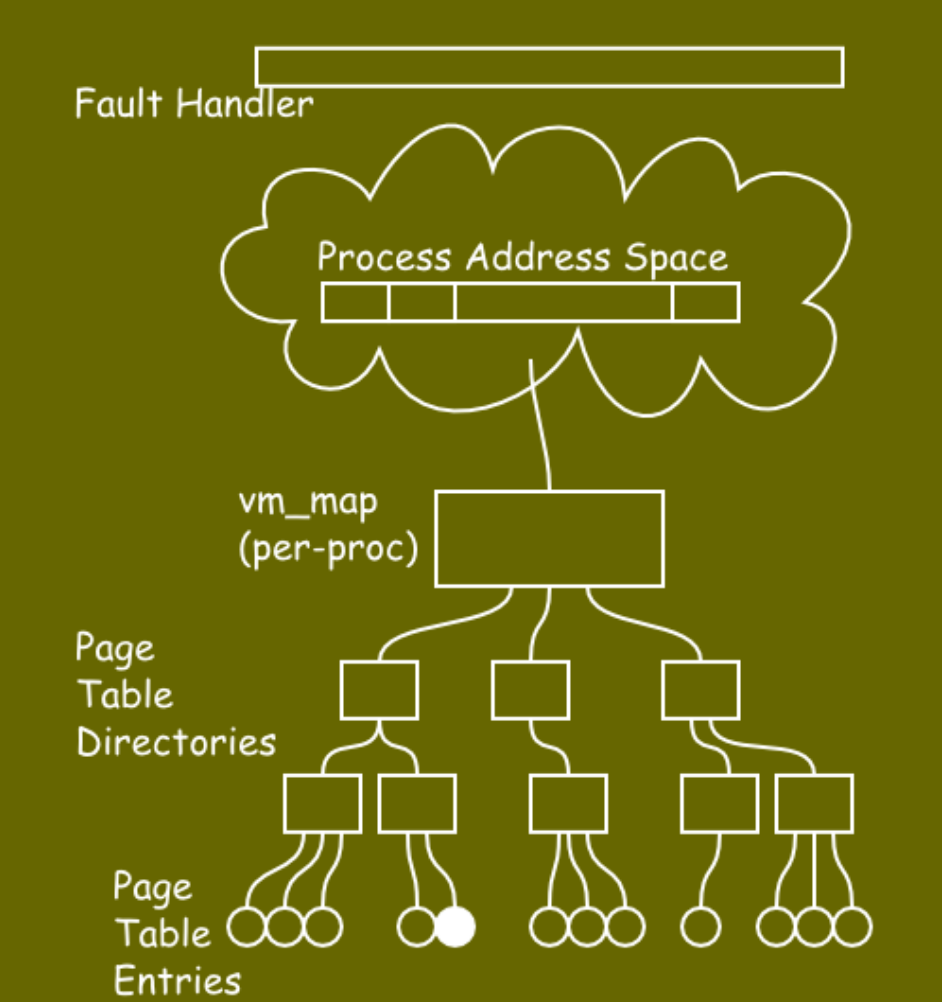 Fault Handler
Process Address Space
vm_map
(per-proc)
Page
Table
Directories
Page
Table
Entries